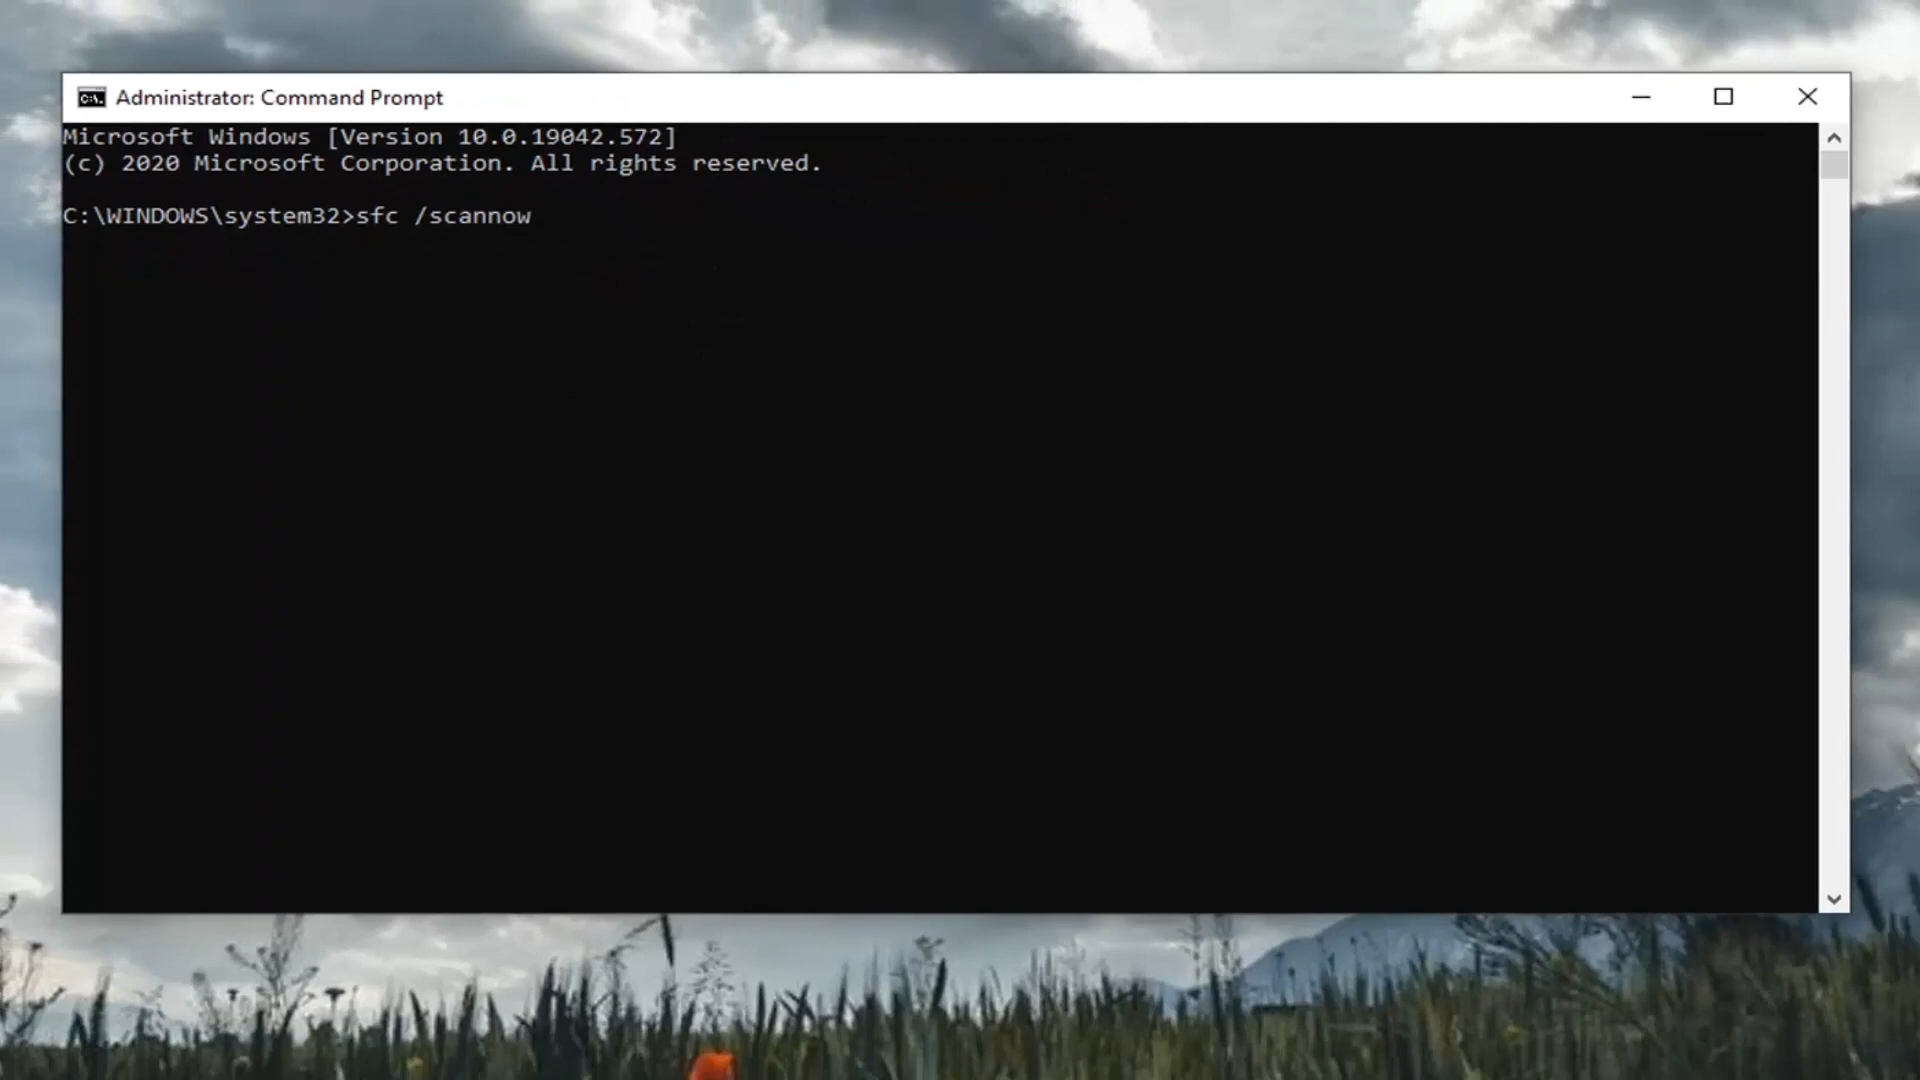 Administrator: Command Prompt
Microsoft Windows [Version 10.0.19042.572]
(c) 2020 Microsoft Corporation. All rights reserved.
C:\WINDOWS\system32>sfc /scannow